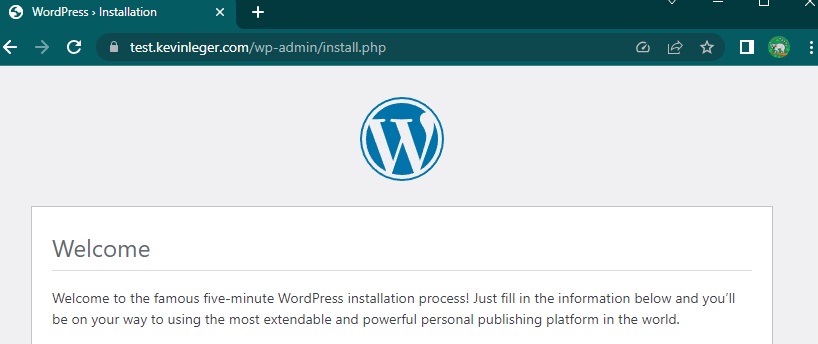 WordPress › Installation
test.kevinleger.com/wp-admin/install.php
Welcome
Welcome to the famous five-minute WordPress installation process! Just fill in the information below and you’ll
be on your way to using the most extendable and powerful personal publishing platform in the world.